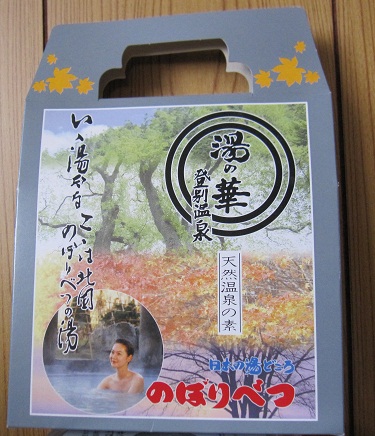 湯の華
登別温泉
天然温泉の素
いゝ湯だな
こゝは北国
のぼりべつの湯
日本の湯どころ
のぼりべつ